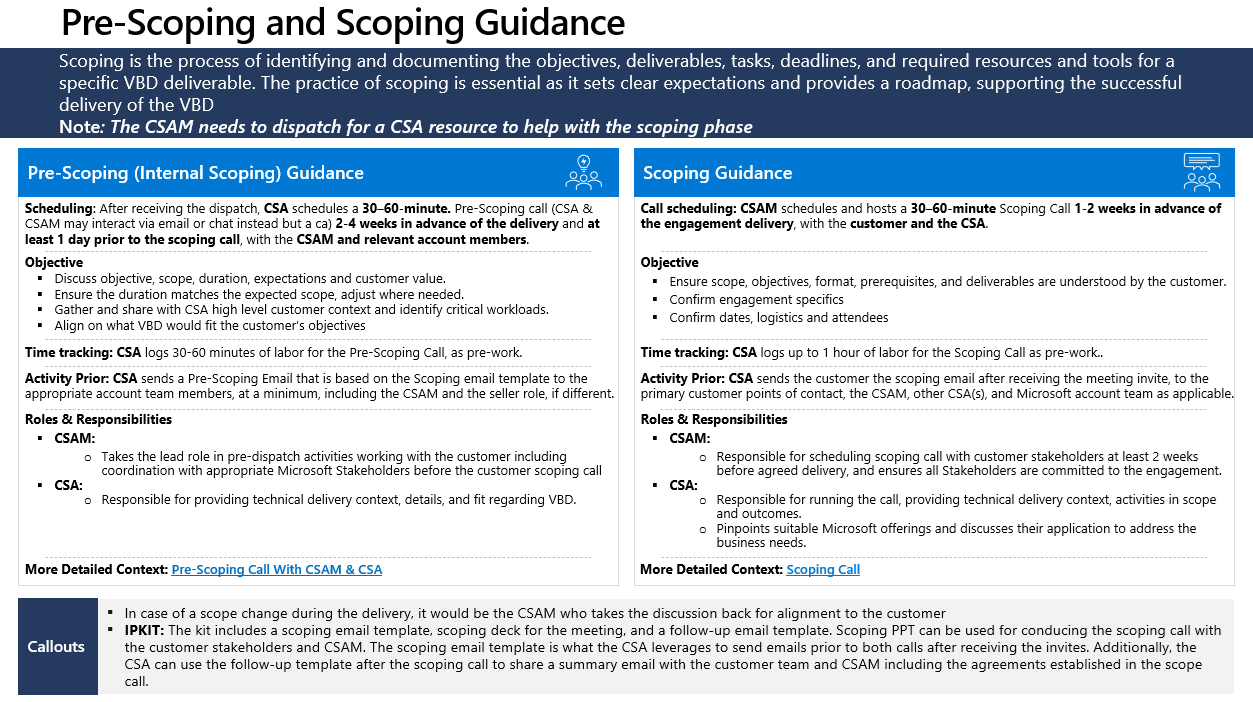 Pre-Scoping and Scoping Guidance
Scoping is the process of identifying and documenting the objectives, deliverables, tasks, deadlines, and required resources and tools for a
specific VBD deliverable. The practice of scoping is essential as it sets clear expectations and provides a roadmap, supporting the successful
delivery of the VBD
Note: The CSAM needs to dispatch for a CSA resource to help with the scoping phase
Pre-Scoping (Internal Scoping) Guidance
Scheduling: After receiving the dispatch, CSA schedules a 30–60-minute. Pre-Scoping call (CSA &
CSAM may interact via email or chat instead but a ca) 2-4 weeks in advance of the delivery and at
least 1 day prior to the scoping call, with the CSAM and relevant account members.
Objective
▪ Discuss objective, scope, duration, expectations and customer value.
▪ Ensure the duration matches the expected scope, adjust where needed.
▪ Gather and share with CSA high level customer context and identify critical workloads.
▪ Align on what VBD would fit the customer's objectives
Time tracking: CSA logs 30-60 minutes of labor for the Pre-Scoping Call, as pre-work.
Activity Prior: CSA sends a Pre-Scoping Email that is based on the Scoping email template to the
appropriate account team members, at a minimum, including the CSAM and the seller role, if different.
Roles & Responsibilities
▪ CSAM:
o Takes the lead role in pre-dispatch activities working with the customer including
coordination with appropriate Microsoft Stakeholders before the customer scoping call
▪ CSA:
o Responsible for providing technical delivery context, details, and fit regarding VBD.
More Detailed Context: Pre-Scoping Call With CSAM & CSA
Scoping Guidance
Call scheduling: CSAM schedules and hosts a 30–60-minute Scoping Call 1-2 weeks in advance of
the engagement delivery, with the customer and the CSA.
Objective
▪ Ensure scope, objectives, format, prerequisites, and deliverables are understood by the customer.
▪ Confirm engagement specifics
▪ Confirm dates, logistics and attendees
Time tracking: CSA logs up to 1 hour of labor for the Scoping Call as pre-work..
Activity Prior: CSA sends the customer the scoping email after receiving the meeting invite, to the
primary customer points of contact, the CSAM, other CSA(s), and Microsoft account team as applicable.
Roles & Responsibilities
▪ CSAM:
o Responsible for scheduling scoping call with customer stakeholders at least 2 weeks
before agreed delivery, and ensures all Stakeholders are committed to the engagement.
▪ CSA:
o Responsible for running the call, providing technical delivery context, activities in scope
and outcomes.
o Pinpoints suitable Microsoft offerings and discusses their application to address the
business needs.
More Detailed Context: Scoping Call
Callouts
▪ In case of a scope change during the delivery, it would be the CSAM who takes the discussion back for alignment to the customer
▪ IPKIT: The kit includes a scoping email template, scoping deck for the meeting, and a follow-up email template. Scoping PPT can be used for conducing the scoping call with
the customer stakeholders and CSAM. The scoping email template is what the CSA leverages to send emails prior to both calls after receiving the invites. Additionally, the
CSA can use the follow-up template after the scoping call to share a summary email with the customer team and CSAM including the agreements established in the scope
call.